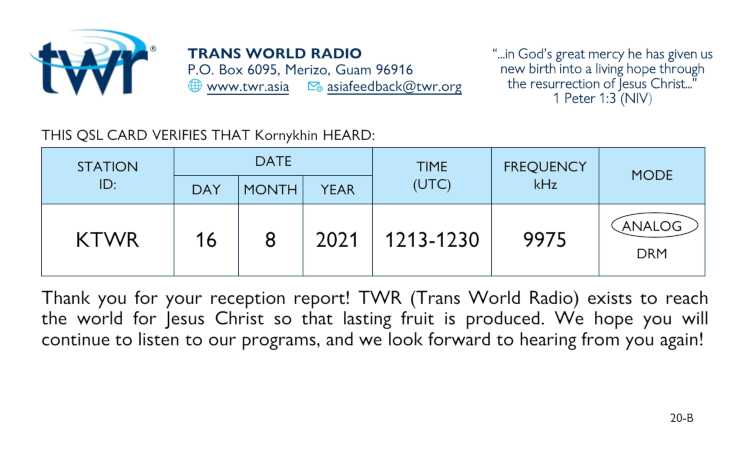 twr®
TRANS WORLD RADIO
P.O. Box 6095, Merizo, Guam 96916
www.twr.asia asiafeedback@twr.org
“...in God's great mercy he has given us
new birth into a living hope through
the resurrection of Jesus Christ...”
1 Peter 1:3 (NIV)
THIS QSL CARD VERIFIES THAT Kornykhin HEARD:
STATION
ID:
DATE
DAY MONTH YEAR
TIME
(UTC)
FREQUENCY
kHz
MODE
KTWR 16 8 2021 1213-1230 9975
ANALOG
DRM
Thank you for your reception report! TWR (Trans World Radio) exists to reach
the world for Jesus Christ so that lasting fruit is produced. We hope you will
continue to listen to our programs, and we look forward to hearing from you again!
20-B